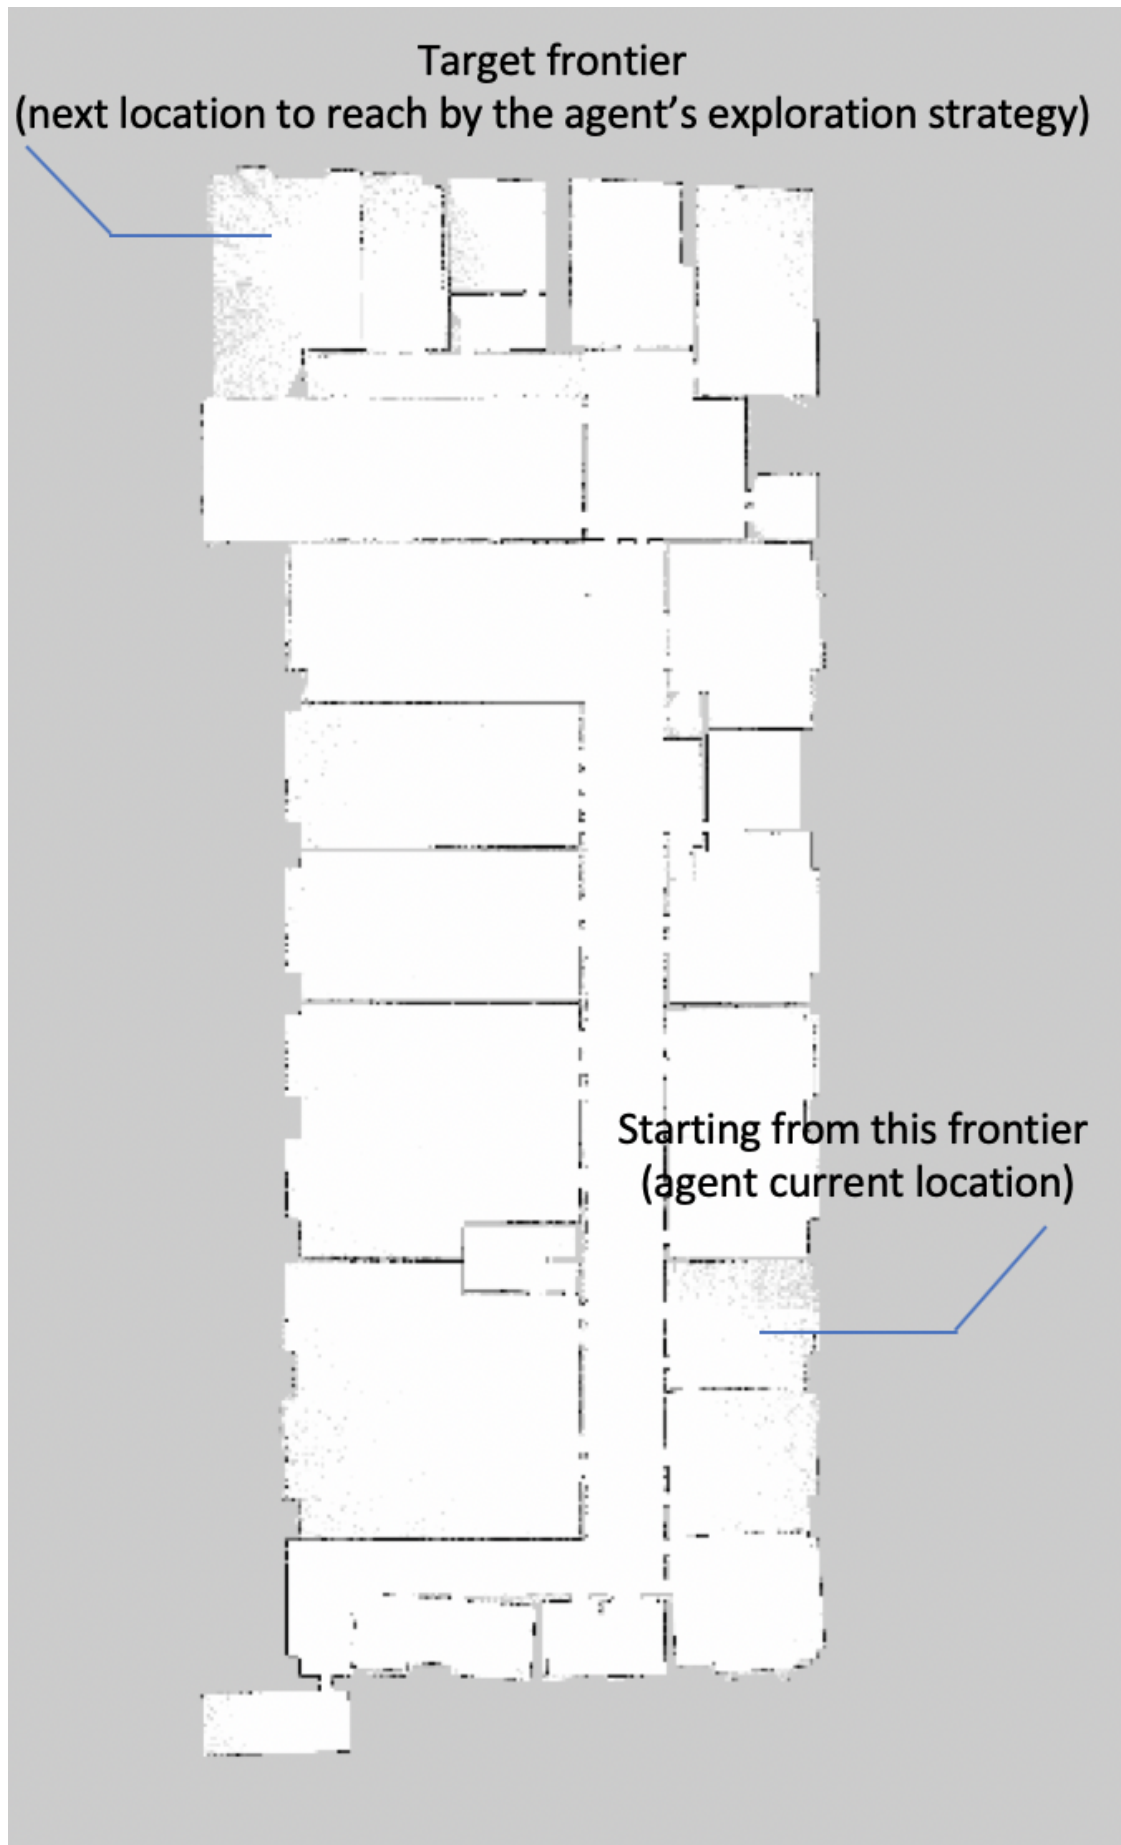 Target frontier
(next location to reach by the agent’s exploration strategy)
Starting from this frontier
(agent current location)